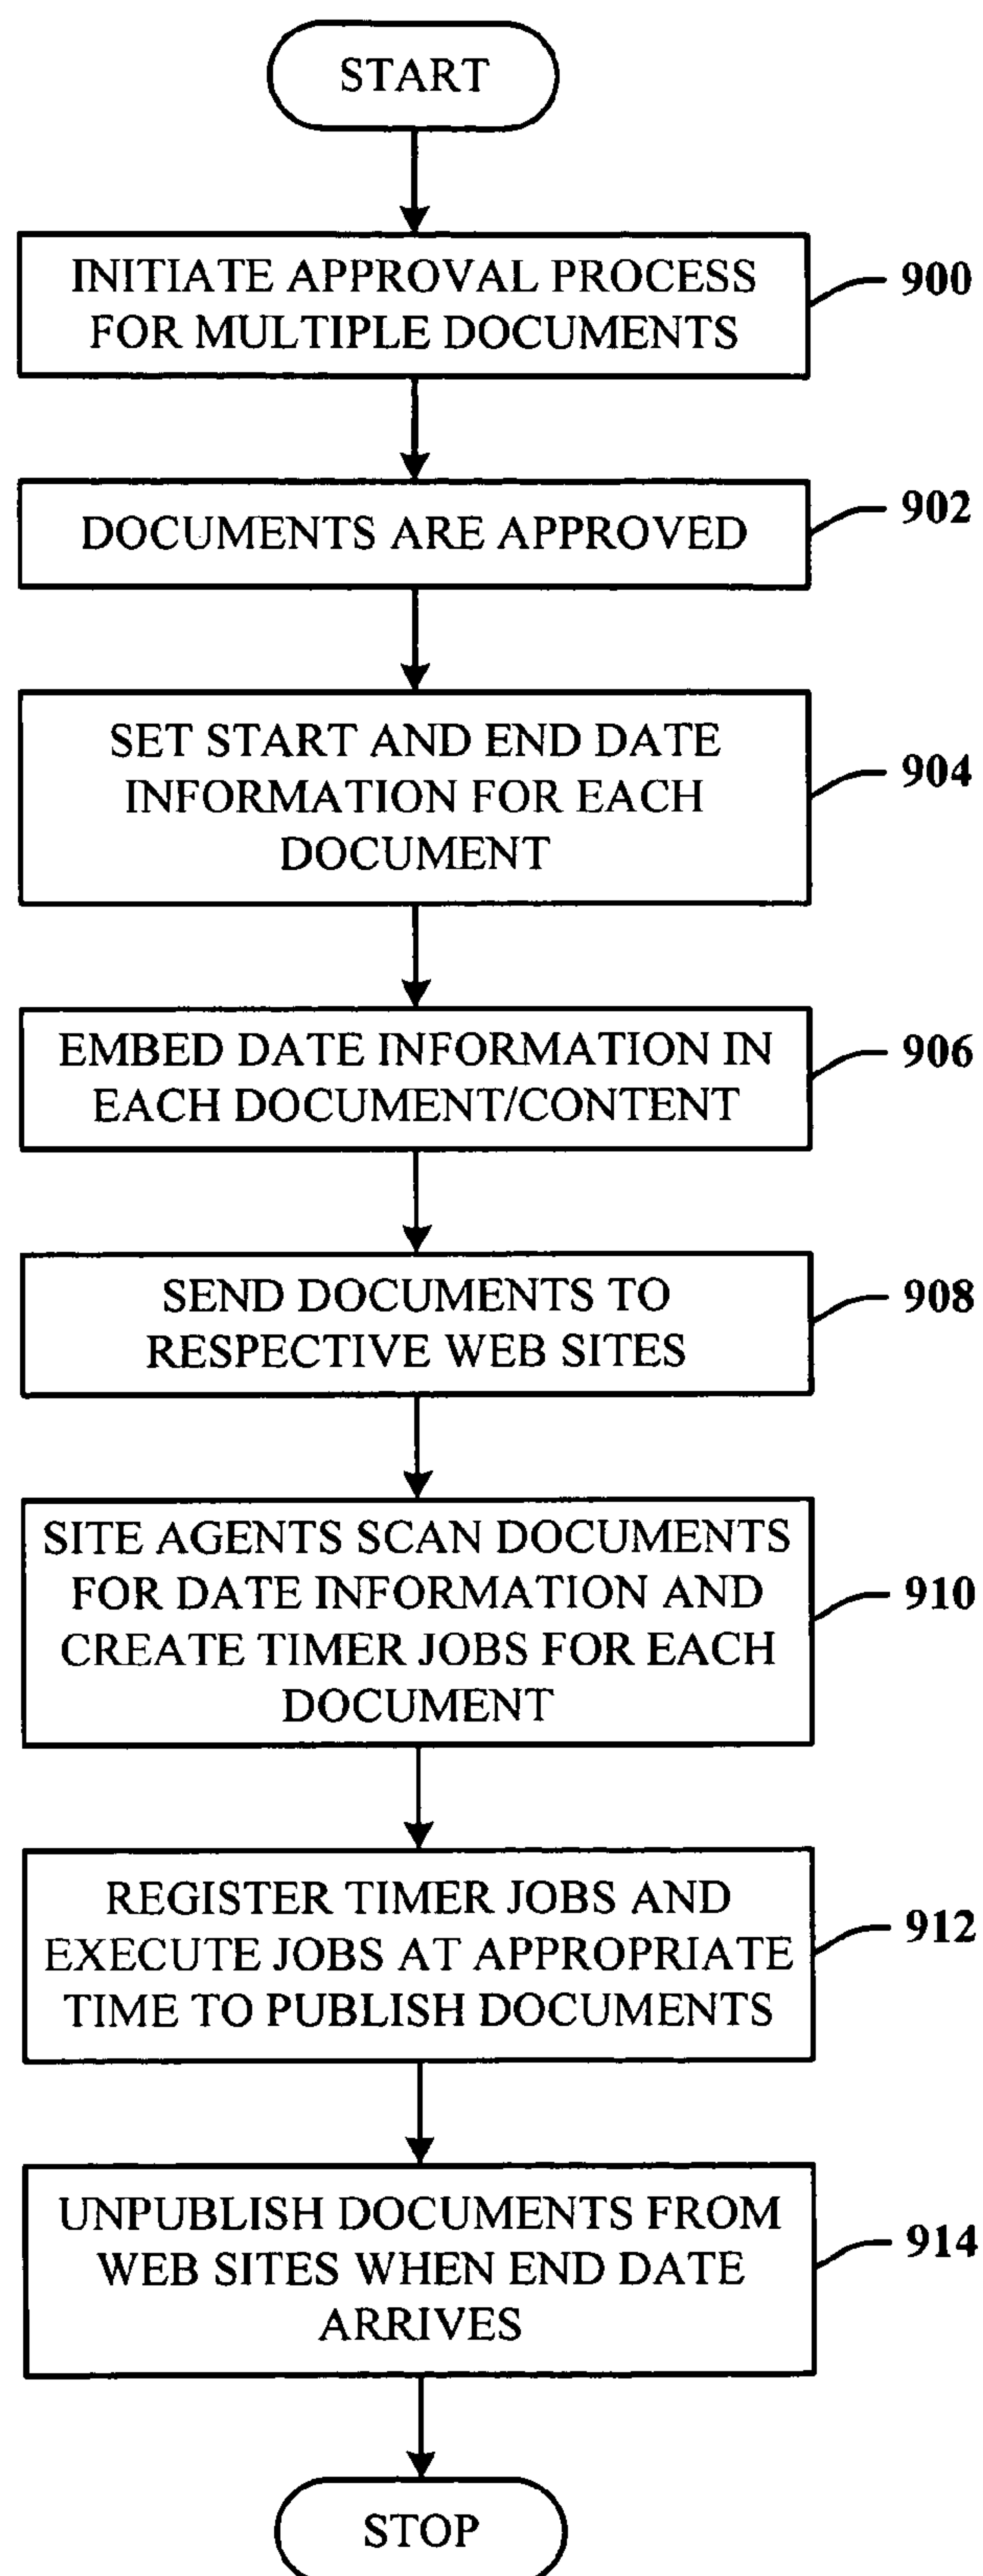 START
INITIATE APPROVAL PROCESS
FOR MULTIPLE DOCUMENTS
900
DOCUMENTS ARE APPROVED
902
SET START AND END DATE
INFORMATION FOR EACH
DOCUMENT
904
EMBED DATE INFORMATION IN
EACH DOCUMENT/CONTENT
906
SEND DOCUMENTS TO
RESPECTIVE WEB SITES
908
SITE AGENTS SCAN DOCUMENTS
FOR DATE INFORMATION AND
CREATE TIMER JOBS FOR EACH
DOCUMENT
910
REGISTER TIMER JOBS AND
EXECUTE JOBS AT APPROPRIATE
TIME TO PUBLISH DOCUMENTS
912
UNPUBLISH DOCUMENTS FROM
WEB SITES WHEN END DATE
ARRIVES
914
STOP